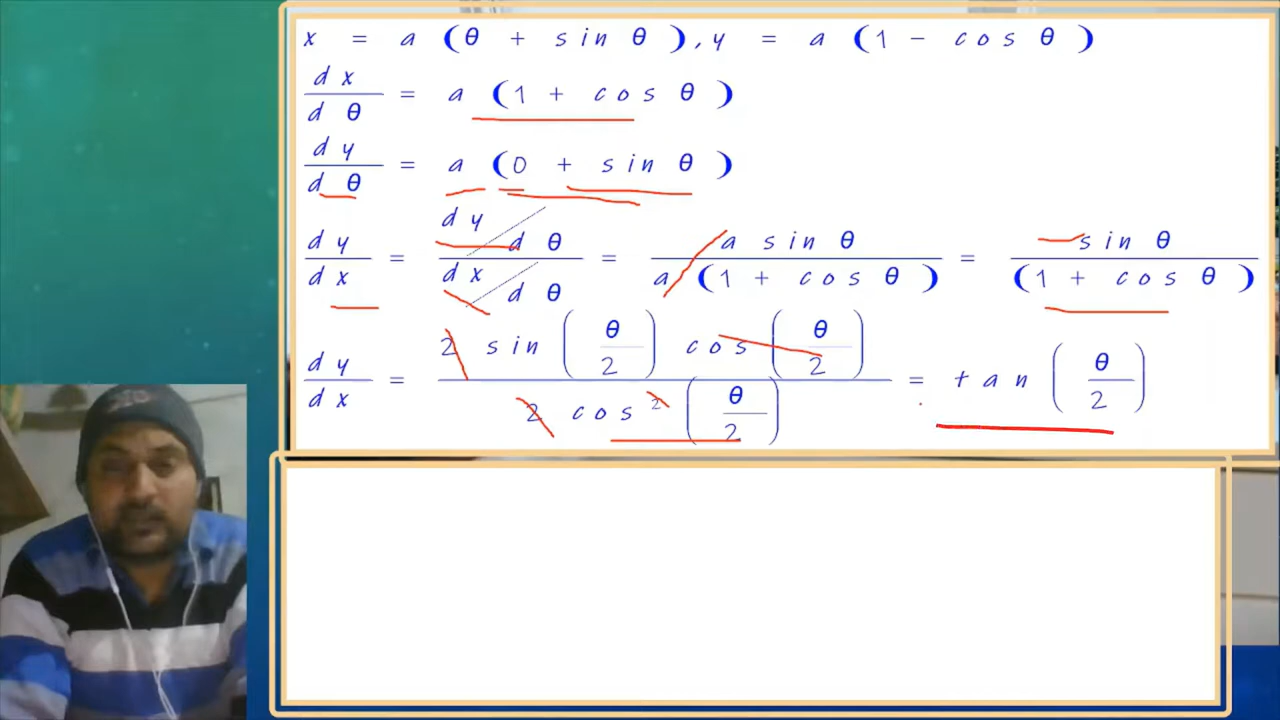 x = a (θ + sin θ), y = a (1 − cos θ)
dx/dθ = a (1 + cos θ)
dy/dθ = a (0 + sin θ)
dy/dx = dy/dθ / dx/dθ = a sin θ / a (1 + cos θ) = sin θ / (1 + cos θ)
dy/dx = 2 sin (θ/2) cos (θ/2) / 2 cos² (θ/2) = tan (θ/2)